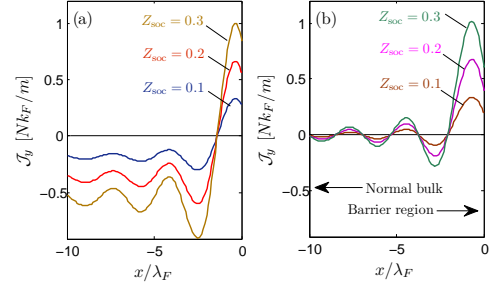 (a)
Z_soc = 0.3
Z_soc = 0.2
Z_soc = 0.1
1
0.5
0
−0.5
𝒥_y [Nk_F/m]
−10
−5
0
x/λ_F
(b)
Z_soc = 0.3
Z_soc = 0.2
Z_soc = 0.1
1
0.5
0
−0.5
𝒥_y [Nk_F/m]
Normal bulk
Barrier region
−10
−5
0
x/λ_F